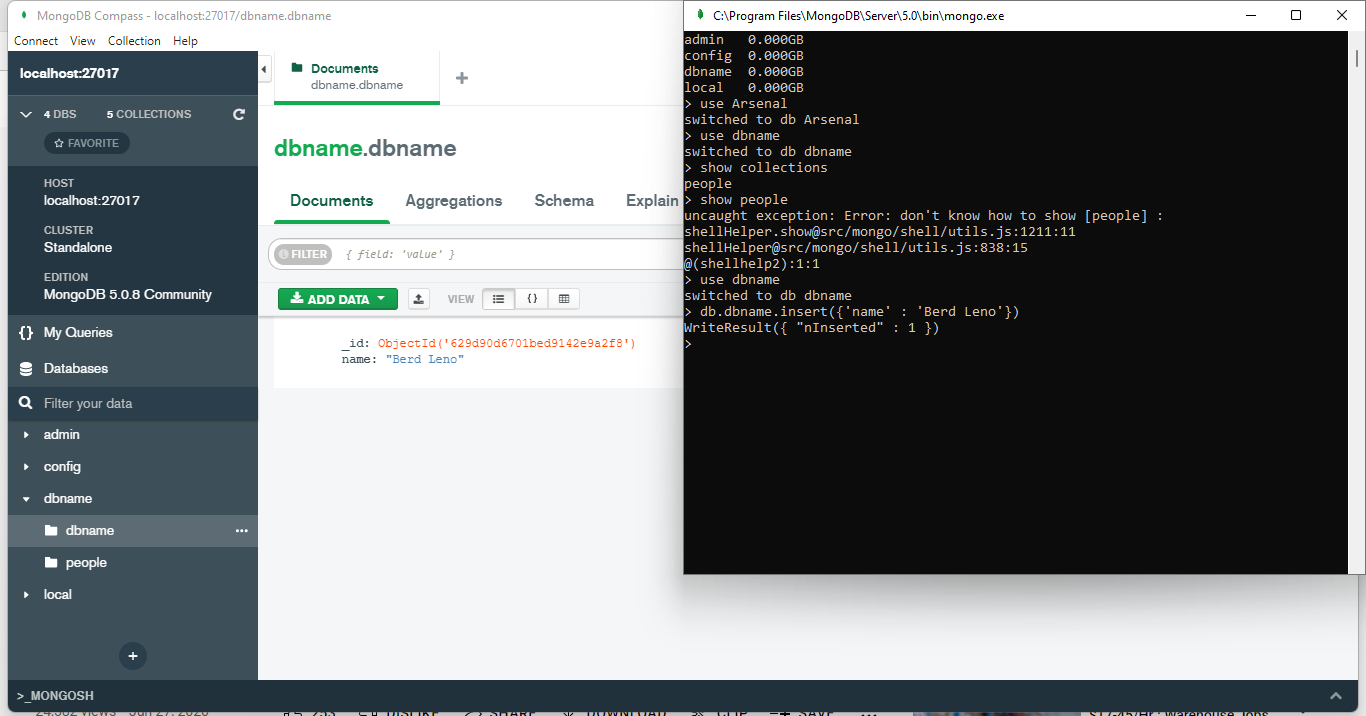 MongoDB Compass - localhost:27017/dbname.dbname
Connect View Collection Help
localhost:27017
4 DBS 5 COLLECTIONS
FAVORITE
HOST
localhost:27017
CLUSTER
Standalone
EDITION
MongoDB 5.0.8 Community
{} My Queries
Databases
Filter your data
admin
config
dbname
dbname •••
people
local
+
>_MONGOSH
Documents
dbname.dbname
+
dbname.dbname
Documents Aggregations Schema Explain
FILTER { field: 'value' }
ADD DATA VIEW {}
_id: ObjectId('629d90d6701bed9142e9a2f8')
name: "Berd Leno"
C:\Program Files\MongoDB\Server\5.0\bin\mongo.exe
admin 0.000GB
config 0.000GB
dbname 0.000GB
local 0.000GB
> use Arsenal
switched to db Arsenal
> use dbname
switched to db dbname
> show collections
people
> show people
uncaught exception: Error: don't know how to show [people] :
shellHelper.show@src/mongo/shell/utils.js:1211:11
shellHelper@src/mongo/shell/utils.js:838:15
@(shellhelp2):1:1
> use dbname
switched to db dbname
> db.dbname.insert({'name' : 'Berd Leno'})
WriteResult({ "nInserted" : 1 })
>
DISLIKE SHARE DOWNLOAD CLIP SAVE